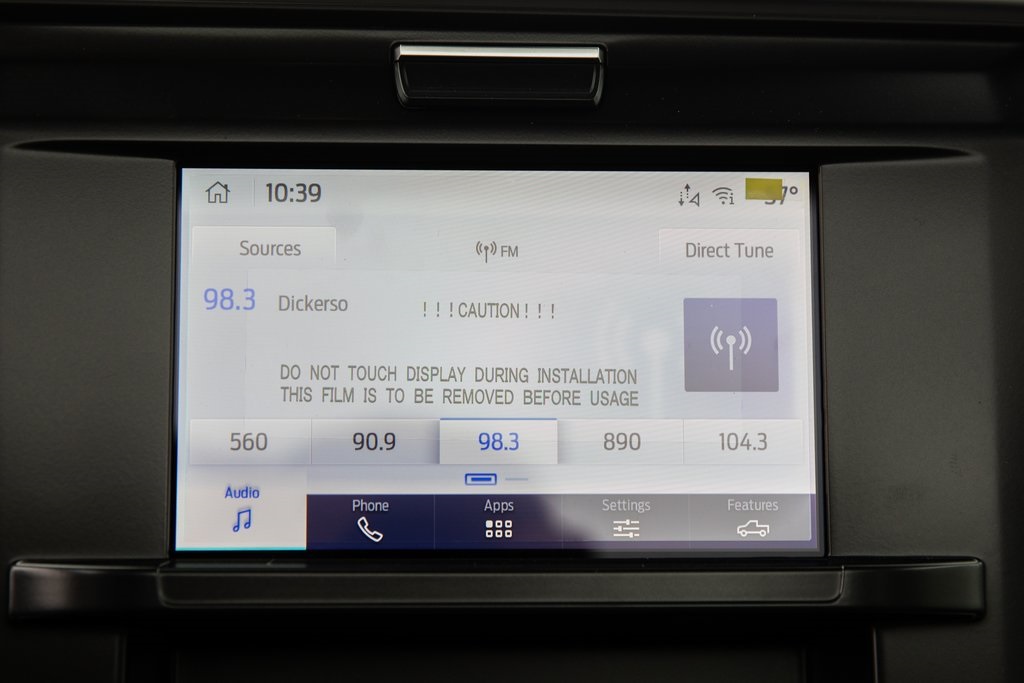 10:39
7°
Sources
FM
Direct Tune
98.3 Dickerso
! ! ! CAUTION ! ! !
DO NOT TOUCH DISPLAY DURING INSTALLATION
THIS FILM IS TO BE REMOVED BEFORE USAGE
560 90.9 98.3 890 104.3
Audio Phone Apps Settings Features